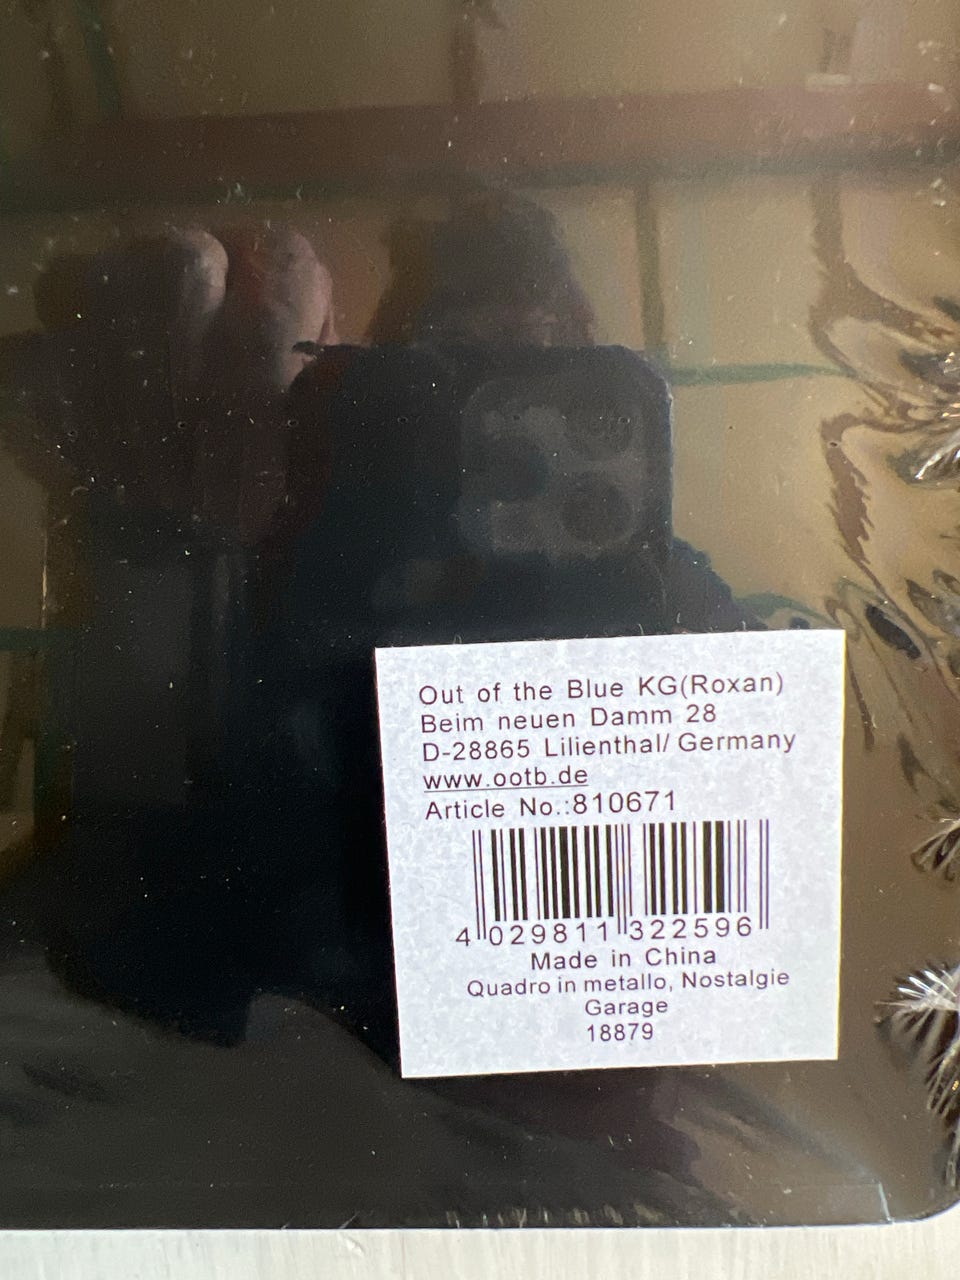 Out of the Blue KG(Roxan)
Beim neuen Damm 28
D-28865 Lilienthal/ Germany
www.ootb.de
Article No.:810671
4 029811 322596
Made in China
Quadro in metallo, Nostalgie
Garage
18879